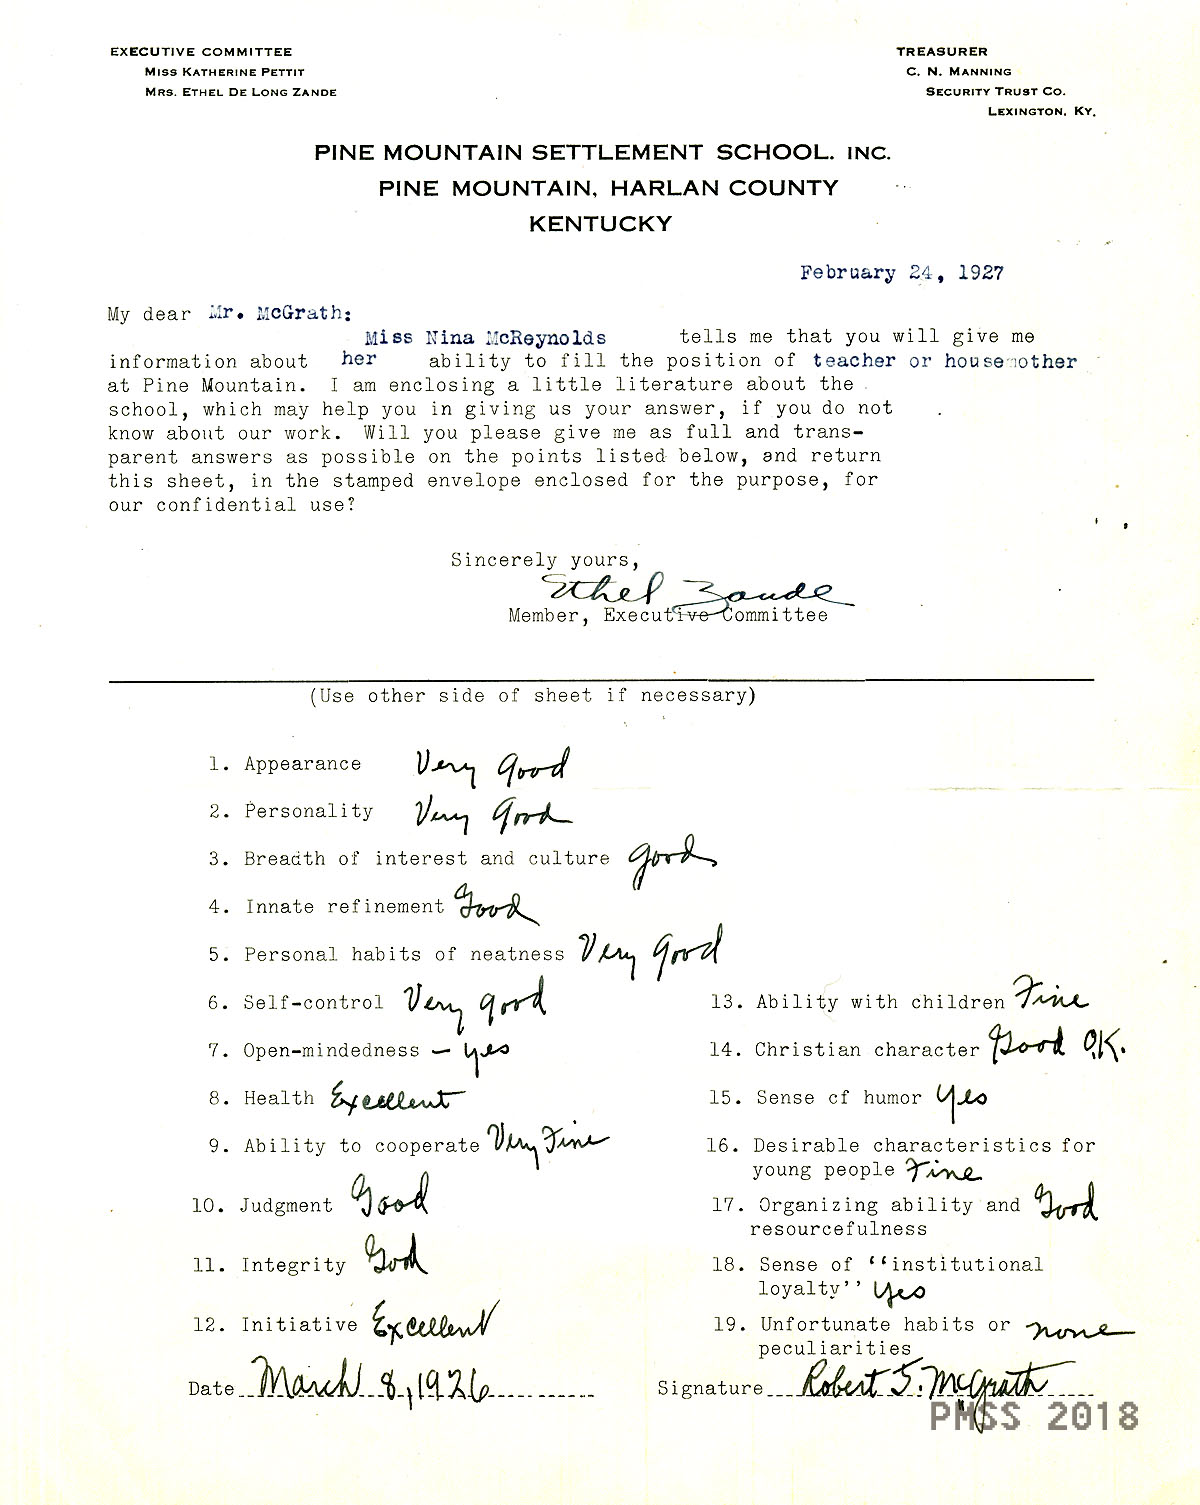 EXECUTIVE COMMITTEE
MISS KATHERINE PETTIT
MRS. ETHEL DE LONG ZANDE
TREASURER
C. N. MANNING
SECURITY TRUST CO.
LEXINGTON, KY.
PINE MOUNTAIN SETTLEMENT SCHOOL. INC.
PINE MOUNTAIN, HARLAN COUNTY
KENTUCKY
February 24, 1927
My dear Mr. McGrath:
Miss Nina McReynolds tells me that you will give me
information about her ability to fill the position of teacher or housemother
at Pine Mountain. I am enclosing a little literature about the
school, which may help you in giving us your answer, if you do not
know about our work. Will you please give me as full and trans-
parent answers as possible on the points listed below, and return
this sheet, in the stamped envelope enclosed for the purpose, for
our confidential use?
Sincerely yours,
Ethel Zande
Member, Executive Committee
(Use other side of sheet if necessary)
1. Appearance Very Good
2. Personality Very Good
3. Breadth of interest and culture good
4. Innate refinement Good
5. Personal habits of neatness Very Good
6. Self-control Very good
7. Open-mindedness – yes
8. Health Excellent
9. Ability to cooperate Very Fine
10. Judgment Good
11. Integrity Good
12. Initiative Excellent
13. Ability with children Fine
14. Christian character Good O.K.
15. Sense of humor Yes
16. Desirable characteristics for
young people Fine
17. Organizing ability and Good
resourcefulness
18. Sense of ‘‘institutional
loyalty’’ Yes
19. Unfortunate habits or none
peculiarities
Date March 8, 1926
Signature Robert S. McGrath
PMSS 2018